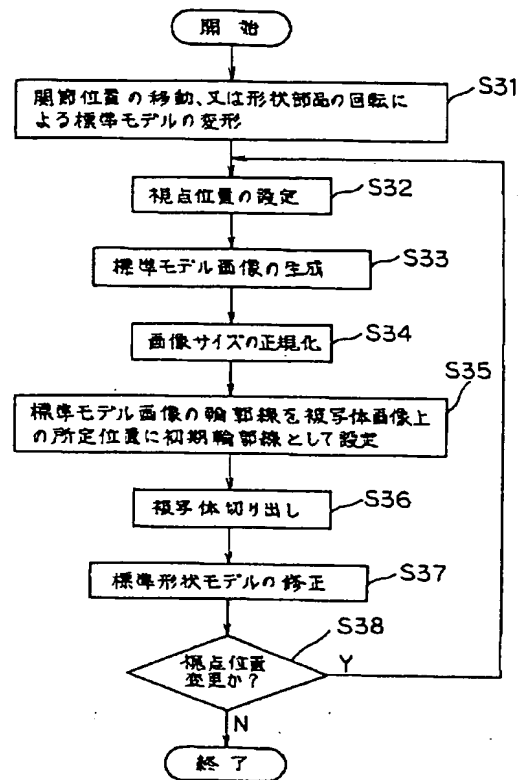 開始
S31
関節位置の移動、又は形状部品の回転に
よる標準モデルの変形
S32
視点位置の設定
S33
標準モデル画像の生成
S34
画像サイズの正規化
S35
標準モデル画像の輪郭線を複写体画像上
の所定位置に初期輪郭線として設定
S36
複写体切り出し
S37
標準形状モデルの修正
S38
視点位置
変更か?
Y
N
終了